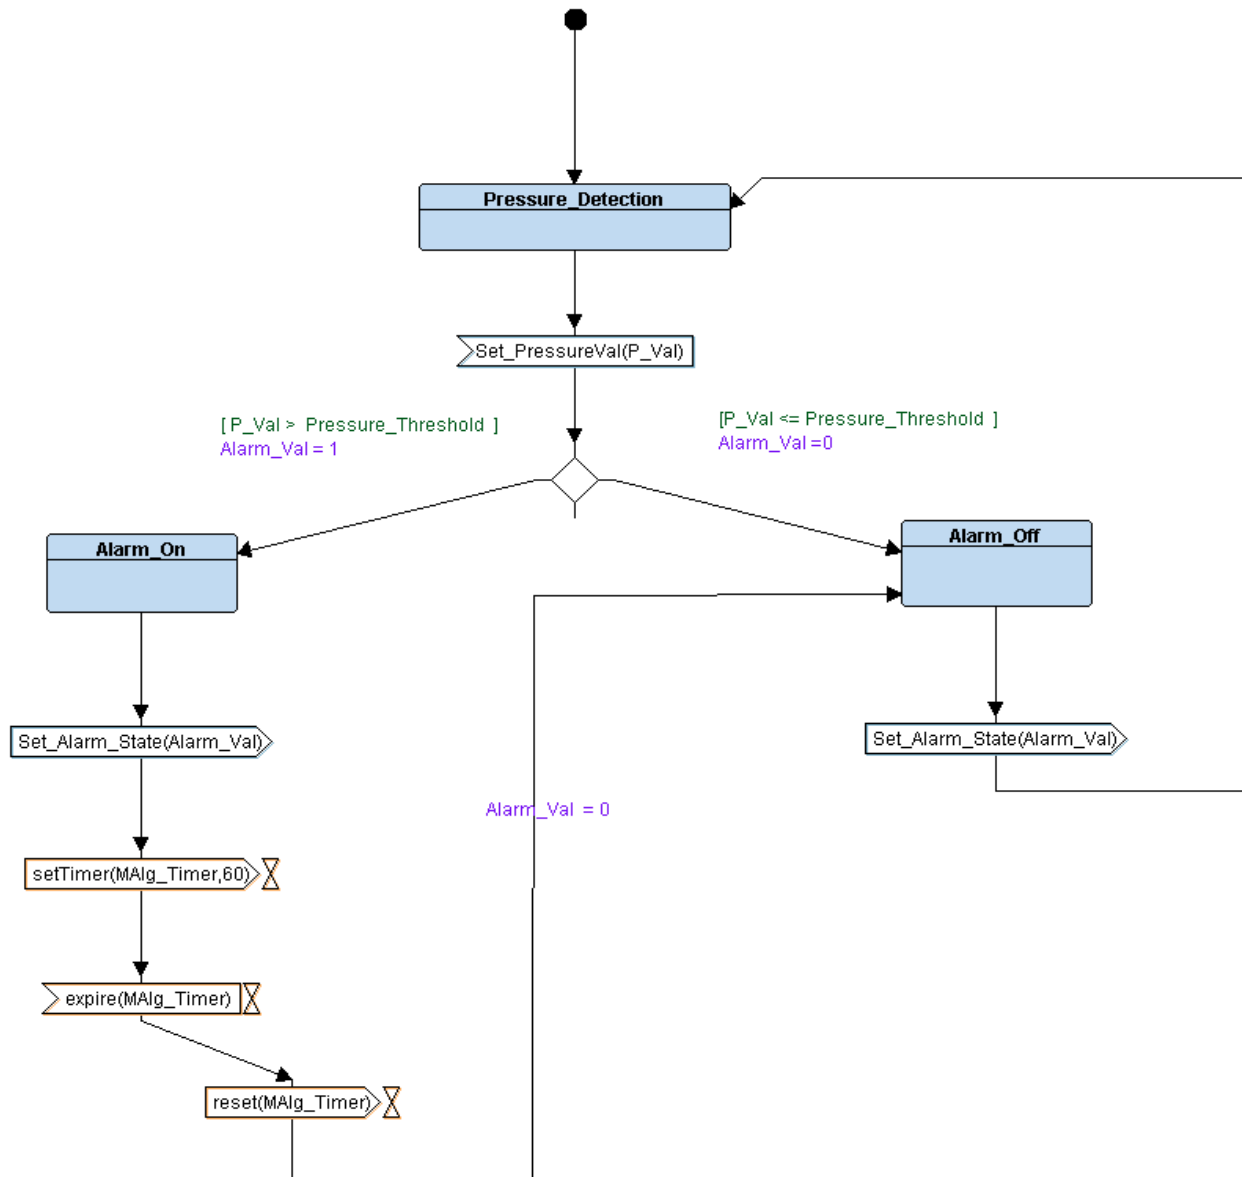 Pressure_Detection
Set_PressureVal(P_Val)
[ P_Val > Pressure_Threshold ]
Alarm_Val = 1
[P_Val <= Pressure_Threshold ]
Alarm_Val =0
Alarm_On
Alarm_Off
Set_Alarm_State(Alarm_Val)
Set_Alarm_State(Alarm_Val)
Alarm_Val = 0
setTimer(MAlg_Timer,60)
expire(MAlg_Timer)
reset(MAlg_Timer)